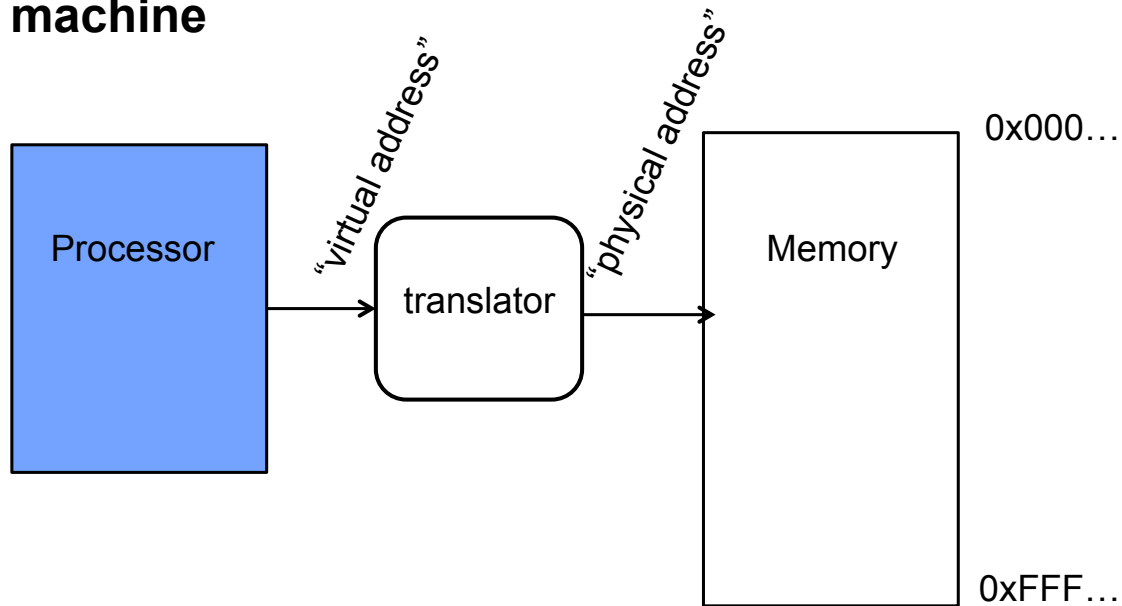 machine
“virtual address”
“physical address”
0x000…
Processor
translator
Memory
0xFFF…